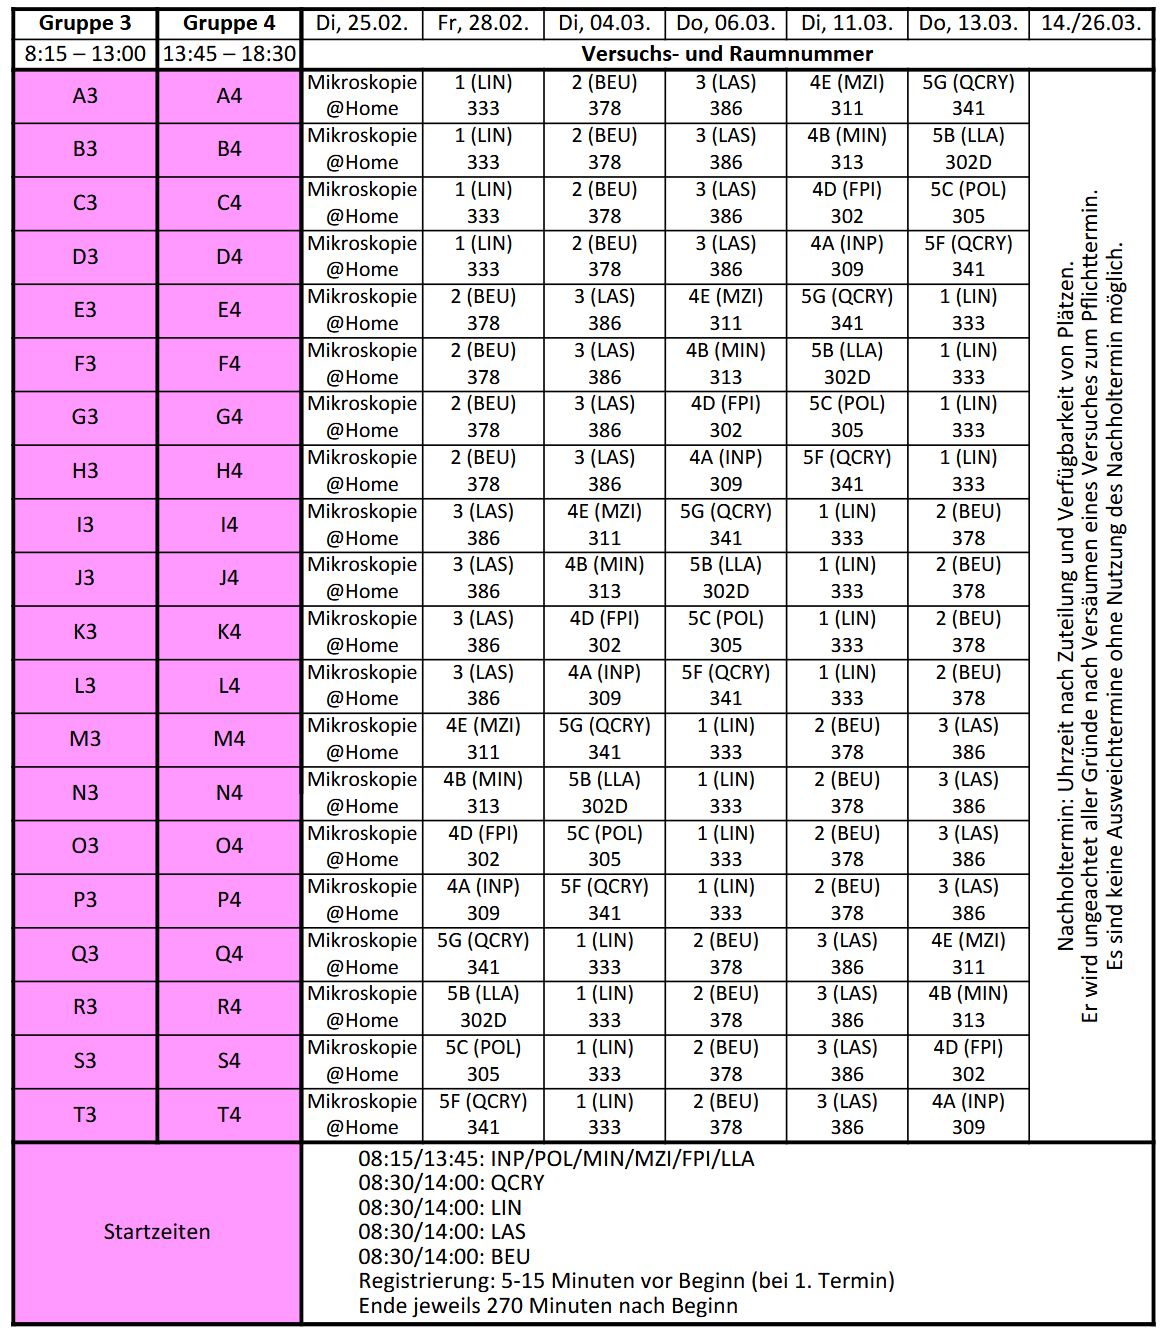 Gruppe 3 Gruppe 4 Di, 25.02. Fr, 28.02. Di, 04.03. Do, 06.03. Di, 11.03. Do, 13.03. 14./26.03.
8:15 – 13:00 13:45 – 18:30 Versuchs- und Raumnummer
A3 A4 Mikroskopie 1 (LIN) 2 (BEU) 3 (LAS) 4E (MZI) 5G (QCRY)
@Home 333 378 386 311 341
B3 B4 Mikroskopie 1 (LIN) 2 (BEU) 3 (LAS) 4B (MIN) 5B (LLA)
@Home 333 378 386 313 302D
C3 C4 Mikroskopie 1 (LIN) 2 (BEU) 3 (LAS) 4D (FPI) 5C (POL)
@Home 333 378 386 302 305
D3 D4 Mikroskopie 1 (LIN) 2 (BEU) 3 (LAS) 4A (INP) 5F (QCRY)
@Home 333 378 386 309 341
E3 E4 Mikroskopie 2 (BEU) 3 (LAS) 4E (MZI) 5G (QCRY) 1 (LIN)
@Home 378 386 311 341 333
F3 F4 Mikroskopie 2 (BEU) 3 (LAS) 4B (MIN) 5B (LLA) 1 (LIN)
@Home 378 386 313 302D 333
G3 G4 Mikroskopie 2 (BEU) 3 (LAS) 4D (FPI) 5C (POL) 1 (LIN)
@Home 378 386 302 305 333
H3 H4 Mikroskopie 2 (BEU) 3 (LAS) 4A (INP) 5F (QCRY) 1 (LIN)
@Home 378 386 309 341 333
I3 I4 Mikroskopie 3 (LAS) 4E (MZI) 5G (QCRY) 1 (LIN) 2 (BEU)
@Home 386 311 341 333 378
J3 J4 Mikroskopie 3 (LAS) 4B (MIN) 5B (LLA) 1 (LIN) 2 (BEU)
@Home 386 313 302D 333 378
K3 K4 Mikroskopie 3 (LAS) 4D (FPI) 5C (POL) 1 (LIN) 2 (BEU)
@Home 386 302 305 333 378
L3 L4 Mikroskopie 3 (LAS) 4A (INP) 5F (QCRY) 1 (LIN) 2 (BEU)
@Home 386 309 341 333 378
M3 M4 Mikroskopie 4E (MZI) 5G (QCRY) 1 (LIN) 2 (BEU) 3 (LAS)
@Home 311 341 333 378 386
N3 N4 Mikroskopie 4B (MIN) 5B (LLA) 1 (LIN) 2 (BEU) 3 (LAS)
@Home 313 302D 333 378 386
O3 O4 Mikroskopie 4D (FPI) 5C (POL) 1 (LIN) 2 (BEU) 3 (LAS)
@Home 302 305 333 378 386
P3 P4 Mikroskopie 4A (INP) 5F (QCRY) 1 (LIN) 2 (BEU) 3 (LAS)
@Home 309 341 333 378 386
Q3 Q4 Mikroskopie 5G (QCRY) 1 (LIN) 2 (BEU) 3 (LAS) 4E (MZI)
@Home 341 333 378 386 311
R3 R4 Mikroskopie 5B (LLA) 1 (LIN) 2 (BEU) 3 (LAS) 4B (MIN)
@Home 302D 333 378 386 313
S3 S4 Mikroskopie 5C (POL) 1 (LIN) 2 (BEU) 3 (LAS) 4D (FPI)
@Home 305 333 378 386 302
T3 T4 Mikroskopie 5F (QCRY) 1 (LIN) 2 (BEU) 3 (LAS) 4A (INP)
@Home 341 333 378 386 309
Nachholtermin: Uhrzeit nach Zuteilung und Verfügbarkeit von Plätzen.
Er wird ungeachtet aller Gründe nach Versäumen eines Versuches zum Pflichttermin.
Es sind keine Ausweichtermine ohne Nutzung des Nachholtermin möglich.
Startzeiten
08:15/13:45: INP/POL/MIN/MZI/FPI/LLA
08:30/14:00: QCRY
08:30/14:00: LIN
08:30/14:00: LAS
08:30/14:00: BEU
Registrierung: 5-15 Minuten vor Beginn (bei 1. Termin)
Ende jeweils 270 Minuten nach Beginn